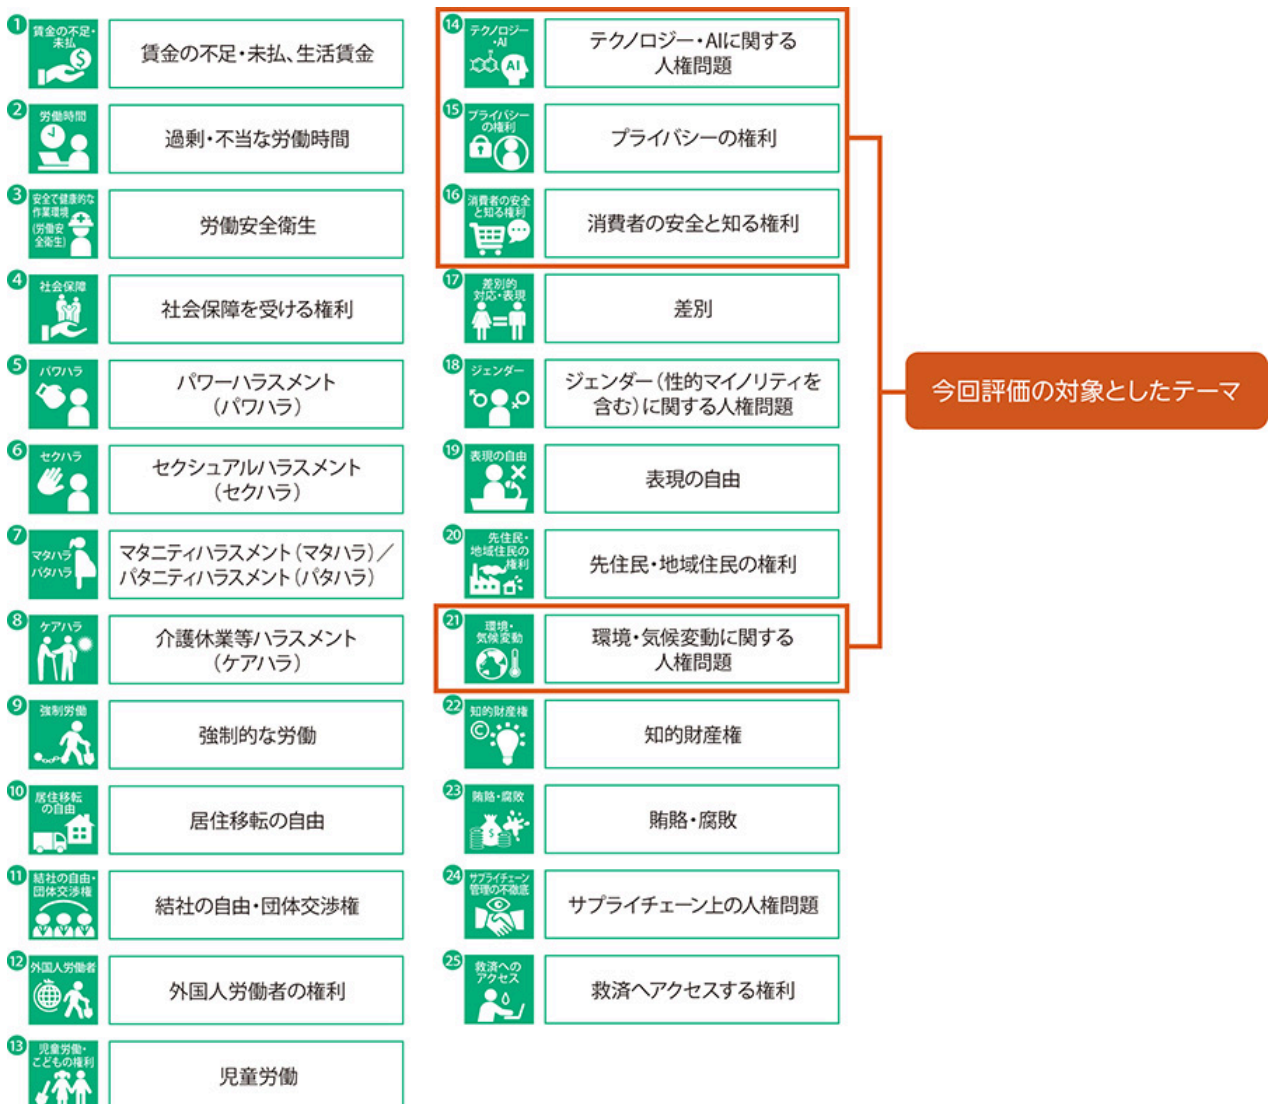 1
賃金の不足・
未払
賃金の不足・未払、生活賃金
2
労働時間
過剰・不当な労働時間
3
安全で健康的な
作業環境
(労働安
全衛生)
労働安全衛生
4
社会保障
社会保障を受ける権利
5
パワハラ
パワーハラスメント
(パワハラ)
6
セクハラ
セクシュアルハラスメント
(セクハラ)
7
マタハラ
パタハラ
マタニティハラスメント(マタハラ)／
パタニティハラスメント(パタハラ)
8
ケアハラ
介護休業等ハラスメント
(ケアハラ)
9
強制労働
強制的な労働
10
居住移転
の自由
居住移転の自由
11
結社の自由・
団体交渉権
結社の自由・団体交渉権
12
外国人労働者
外国人労働者の権利
13
児童労働・
こどもの権利
児童労働
14
テクノロジー
・AI
AI
テクノロジー・AIに関する
人権問題
15
プライバシー
の権利
プライバシーの権利
16
消費者の安全
と知る権利
消費者の安全と知る権利
17
差別的
対応・表現
差別
18
ジェンダー
ジェンダー(性的マイノリティを
含む)に関する人権問題
19
表現の自由
表現の自由
20
先住民・
地域住民の
権利
先住民・地域住民の権利
21
環境・
気候変動
環境・気候変動に関する
人権問題
22
知的財産権
©
知的財産権
23
賄賂・腐敗
$
賄賂・腐敗
24
サプライチェーン
管理の不徹底
サプライチェーン上の人権問題
25
救済への
アクセス
救済へアクセスする権利
今回評価の対象としたテーマ